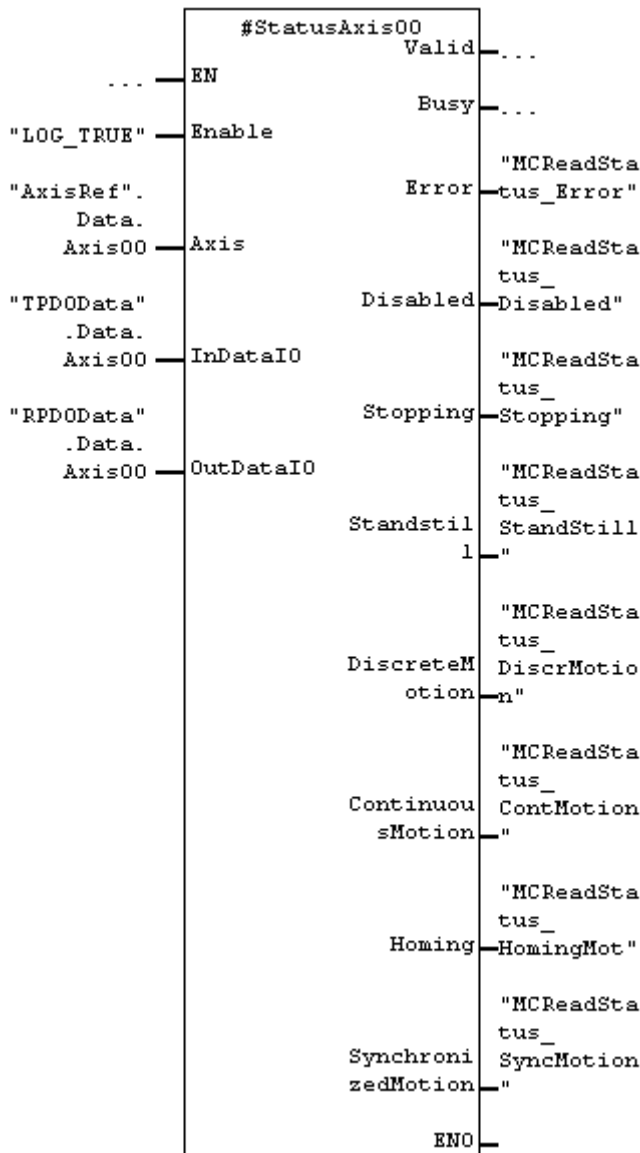 #StatusAxis00
Valid ...
... EN
Busy ...
"LOG_TRUE" Enable
"AxisRef".
Data.
Axis00 Axis
"MCReadSta
Error tus_Error"
"MCReadSta
tus_
Disabled Disabled"
"TPDOData"
.Data.
Axis00 InDataIO
"MCReadSta
tus_
Stopping Stopping"
"RPDOData"
.Data.
Axis00 OutDataIO
"MCReadSta
tus_
Standstil StandStill
l "
"MCReadSta
tus_
DiscreteM DiscrMotio
otion n"
"MCReadSta
tus_
Continuou ContMotion
sMotion "
"MCReadSta
tus_
Homing HomingMot"
"MCReadSta
tus_
Synchroni SyncMotion
zedMotion "
ENO